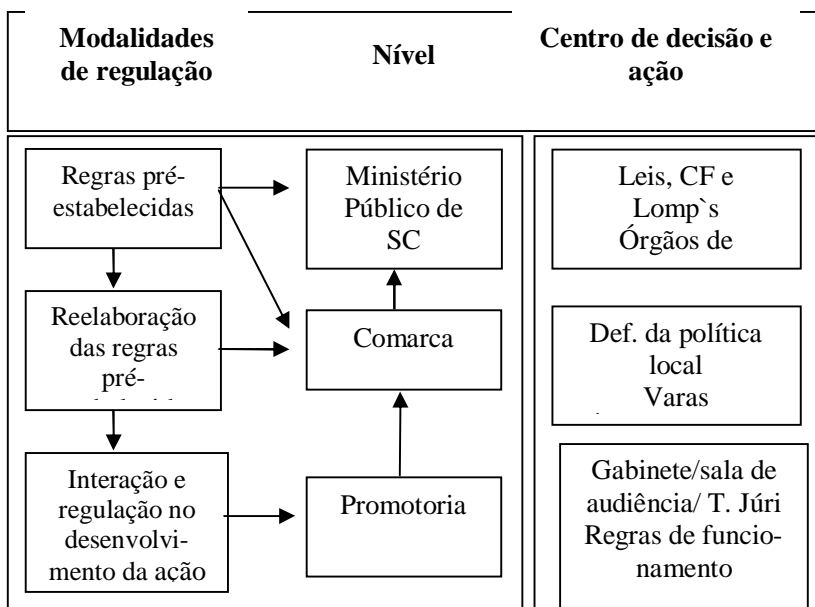 Modalidades
de regulação
Nível
Centro de decisão e
ação
Regras pré-
estabelecidas
Ministério
Público de
SC
Leis, CF e
Lomp`s
Órgãos de
Reelaboração
das regras
pré-
Comarca
Def. da política
local
Varas
Interação e
regulação no
desenvolvi-
mento da ação
Promotoria
Gabinete/sala de
audiência/ T. Júri
Regras de funcio-
namento